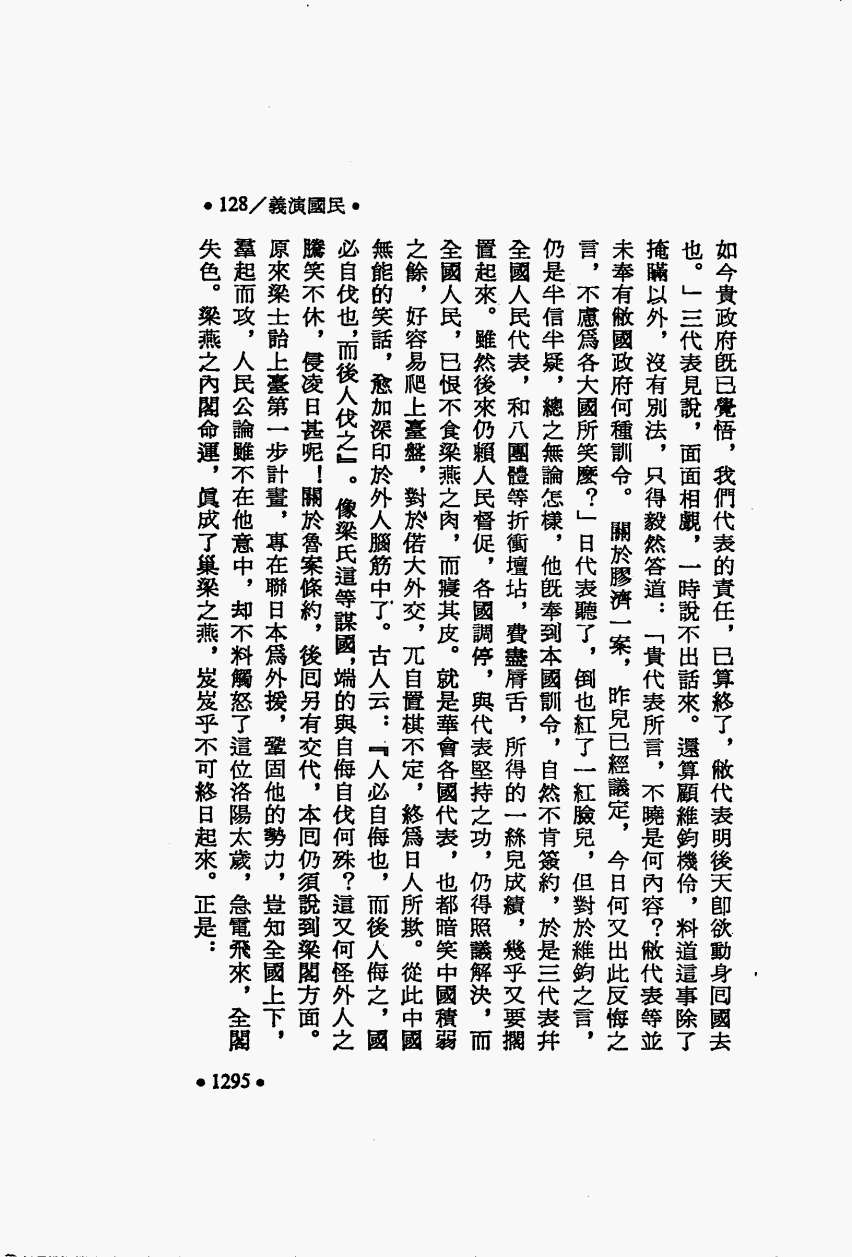 •128／義演國民•
如今貴政府既已覺悟，我們代表的責任，已算終了，敝代表明後天卽欲動身囘國去
也。」三代表見說，面面相覷，一時說不出話來。還算顧維鈞機伶，料道這事除了
掩瞞以外，沒有別法，只得毅然答道：「貴代表所言，不曉是何內容？敝代表等並
未奉有敝國政府何種訓令。關於膠濟一案，昨兒已經議定，今日何又出此反悔之
言，不慮爲各大國所笑麼？」日代表聽了，倒也紅了一紅臉兒，但對於維鈞之言，
仍是半信半疑，總之無論怎樣，他旣奉到本國訓令，自然不肯簽約，於是三代表幷
全國人民代表，和八團體等折衝壇坫，費盡脣舌，所得的一絲兒成績，幾乎又要擱
置起來。雖然後來仍賴人民督促，各國調停，與代表堅持之功，仍得照議解決，而
全國人民，已恨不食梁燕之肉，而寢其皮。就是華會各國代表，也都暗笑中國積弱
之餘，好容易爬上臺盤，對於偌大外交，兀自置棋不定，終爲日人所欺。從此中國
無能的笑話，愈加深印於外人腦筋中了。古人云：『人必自侮也，而後人侮之，國
必自伐也，而後人伐之』。像梁氏這等謀國，端的與自侮自伐何殊？這又何怪外人之
騰笑不休，侵凌日甚呢！關於魯案條約，後囘另有交代，本囘仍須說到梁閣方面。
原來梁士詒上臺第一步計畫，專在聯日本爲外援，鞏固他的勢力，豈知全國上下，
羣起而攻，人民公論雖不在他意中，却不料觸怒了這位洛陽太歲，急電飛來，全閣
失色。梁燕之內閣命運，眞成了巢梁之燕，岌岌乎不可終日起來。正是：
•1295•